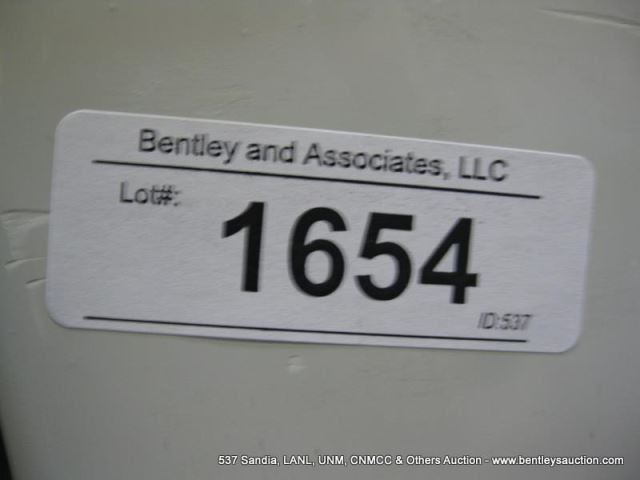 Bentley and Associates, LLC
Lot#:
1654
ID:537
537 Sandia, LANL, UNM, CNMCC & Others Auction - www.bentleysauction.com